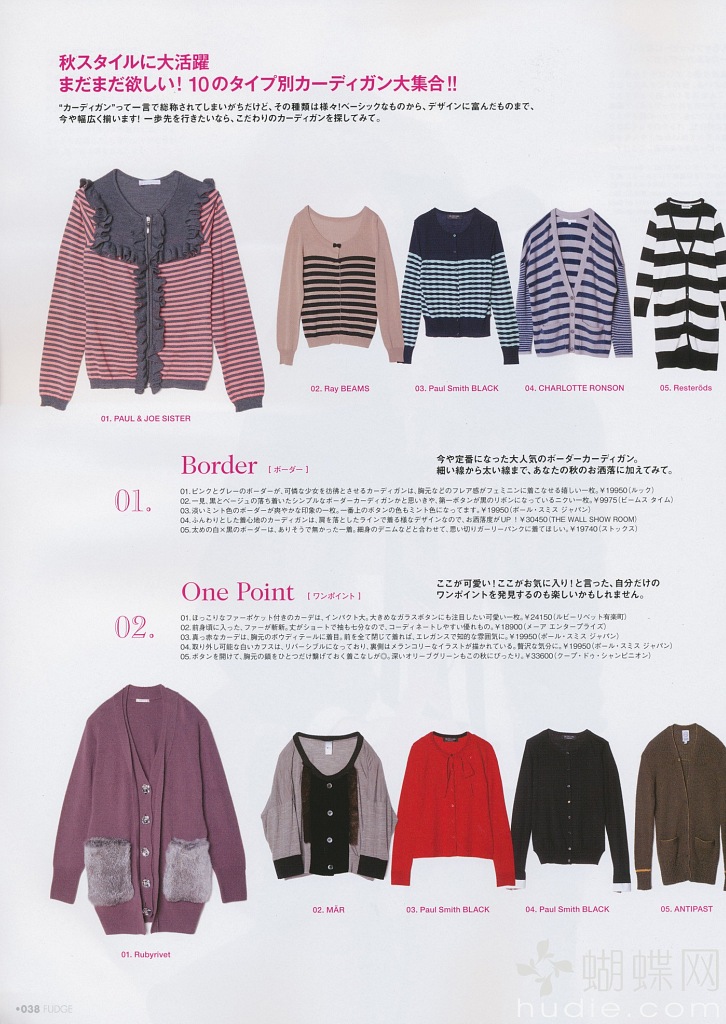 秋スタイルに大活躍
まだまだ欲しい! 10のタイプ別カーディガン大集合!!
"カーディガン"って一言で総称されてしまいがちだけど、その種類は様々!ベーシックなものから、デザインに富んだものまで、
今や幅広く揃います! 一歩先を行きたいなら、こだわりのカーディガンを探してみて。
01. PAUL & JOE SISTER
02. Ray BEAMS
03. Paul Smith BLACK
04. CHARLOTTE RONSON
05. Resteröds
01.
Border [ボーダー]
今や定番になった大人気のボーダーカーディガン。
細い線から太い線まで、あなたの秋のお洒落に加えてみて。
01.ピンクとグレーのボーダーが、可憐な少女を彷彿とさせるカーディガンは、胸元などのフレア感がフェミニンに着こなせる嬉しい一枚。¥19950(ルック)
02.一見、黒とベージュの落ち着いたシンプルなボーダーカーディガンかと思いきや、第一ボタンが黒のリボンになっているニクい一枚。¥9975(ビームス タイム)
03.淡いミント色のボーダーが爽やかな印象の一枚。一番上のボタンの色もミント色になってます。¥19950(ポール・スミス ジャパン)
04.ふんわりとした着心地のカーディガンは、肩を落としたラインで着る様なデザインなので、お洒落度がUP!¥30450(THE WALL SHOW ROOM)
05.太めの白×黒のボーダーは、ありそうで無かった一着。細身のデニムなどと合わせて、思い切りガーリーパンクに着てほしい。¥19740(ストックス)
02.
One Point [ワンポイント]
ここが可愛い!ここがお気に入り!と言った、自分だけの
ワンポイントを発見するのも楽しいかもしれません。
01.ほっこりなファーポケット付きのカーデは、インパクト大。大きめなガラスボタンにも注目したい可愛い一枚。¥24150(ルビーリベット有楽町)
02.前身頃に入った、ファーが斬新。丈がショートで袖も七分なので、コーディネートしやすい優れもの。¥18900(メーア エンタープライズ)
03.真っ赤なカーデは、胸元のボウディテールに着目。前を全て閉じて着れば、エレガンスで知的な雰囲気に。¥19950(ポール・スミス ジャパン)
04.取り外し可能な白いカフスは、リバーシブルになっており、裏側はメランコリーなイラストが描かれている。贅沢な気分に。¥19950(ポール・スミス ジャパン)
05.ボタンを開けて、胸元の鎖をひとつだけ繋げておく着こなしが◎。深いオリーブグリーンもこの秋にぴったり。¥33600(クープ・ドゥ・シャンピニオン)
01. Rubyrivet
02. MÄR
03. Paul Smith BLACK
04. Paul Smith BLACK
05. ANTIPAST
蝴蝶网
hudie.com
•038 FUDGE